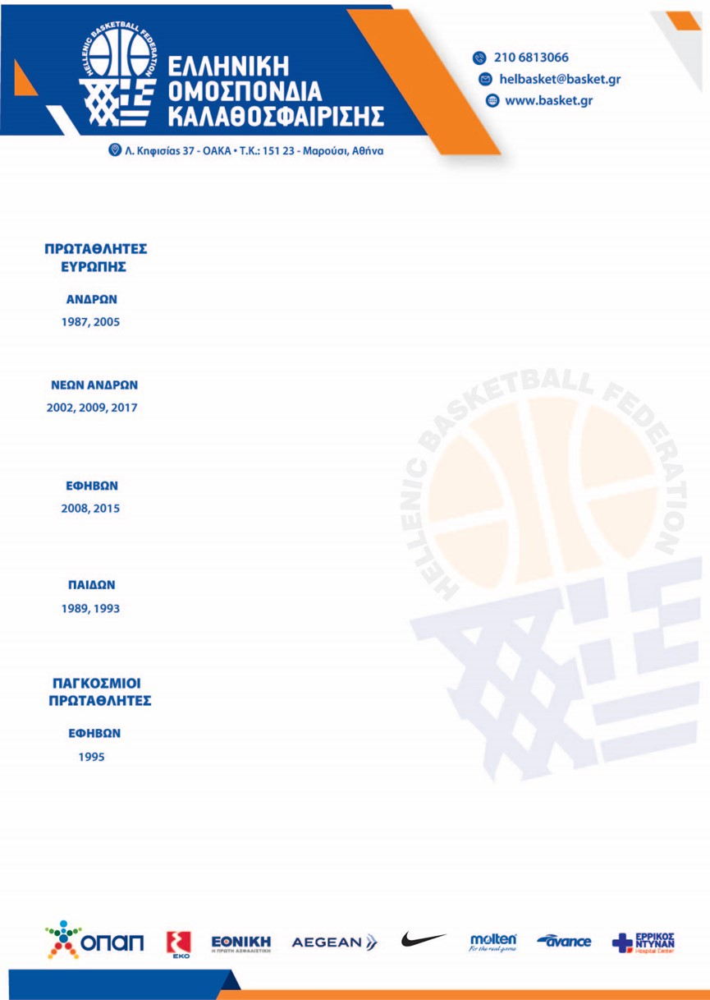 HELLENIC BASKETBALL FEDERATION
ΕΛΛΗΝΙΚΗ
ΟΜΟΣΠΟΝΔΙΑ
ΚΑΛΑΘΟΣΦΑΙΡΙΣΗΣ
210 6813066
helbasket@basket.gr
www.basket.gr
Λ. Κηφισίας 37 - ΟΑΚΑ • Τ.Κ.: 151 23 - Μαρούσι, Αθήνα
ΠΡΩΤΑΘΛΗΤΕΣ
ΕΥΡΩΠΗΣ
ΑΝΔΡΩΝ
1987, 2005
ΝΕΩΝ ΑΝΔΡΩΝ
2002, 2009, 2017
ΕΦΗΒΩΝ
2008, 2015
ΠΑΙΔΩΝ
1989, 1993
ΠΑΓΚΟΣΜΙΟΙ
ΠΡΩΤΑΘΛΗΤΕΣ
ΕΦΗΒΩΝ
1995
HELLENIC BASKETBALL FEDERATION
ΟΠΑΠ
EKO
ΕΘΝΙΚΗ
Η ΠΡΩΤΗ ΑΣΦΑΛΙΣΤΙΚΗ
AEGEAN
molten
For the real game
avance
ΕΡΡΙΚΟΣ
ΝΤΥΝΑΝ
Hospital Center